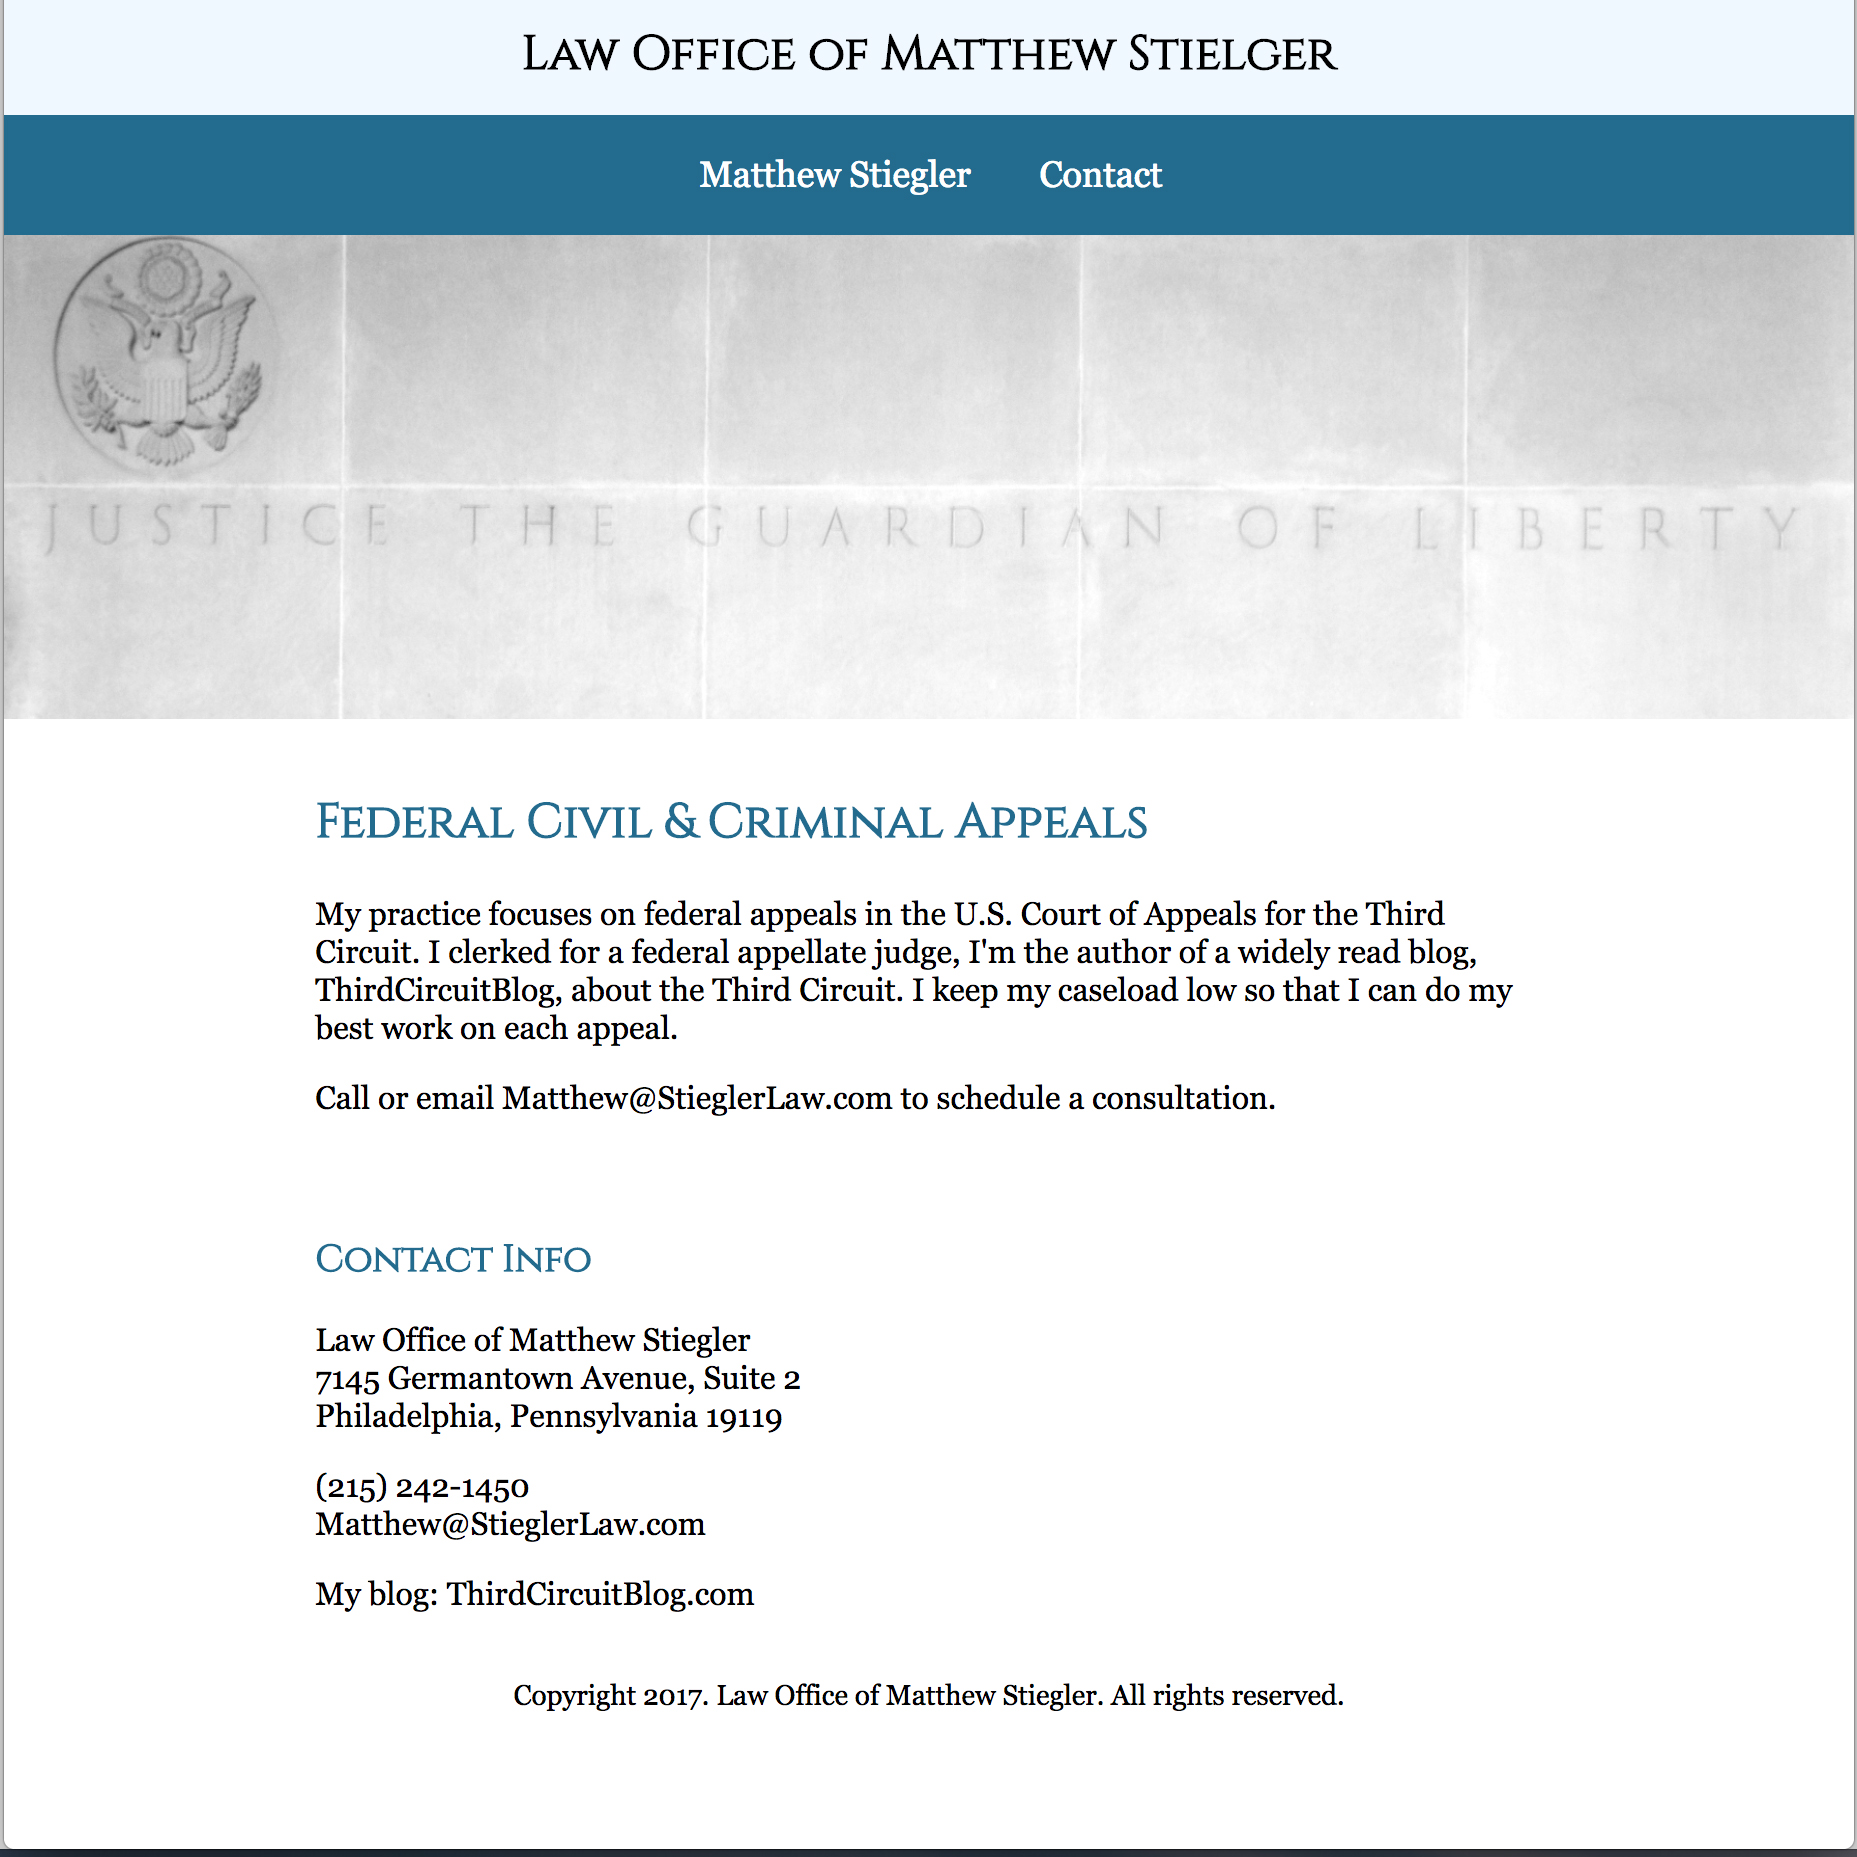 Law Office of Matthew Stielger
Matthew Stiegler Contact
JUSTICE THE GUARDIAN OF LIBERTY
Federal Civil & Criminal Appeals
My practice focuses on federal appeals in the U.S. Court of Appeals for the Third
Circuit. I clerked for a federal appellate judge, I'm the author of a widely read blog,
ThirdCircuitBlog, about the Third Circuit. I keep my caseload low so that I can do my
best work on each appeal.
Call or email Matthew@StieglerLaw.com to schedule a consultation.
Contact Info
Law Office of Matthew Stiegler
7145 Germantown Avenue, Suite 2
Philadelphia, Pennsylvania 19119
(215) 242-1450
Matthew@StieglerLaw.com
My blog: ThirdCircuitBlog.com
Copyright 2017. Law Office of Matthew Stiegler. All rights reserved.